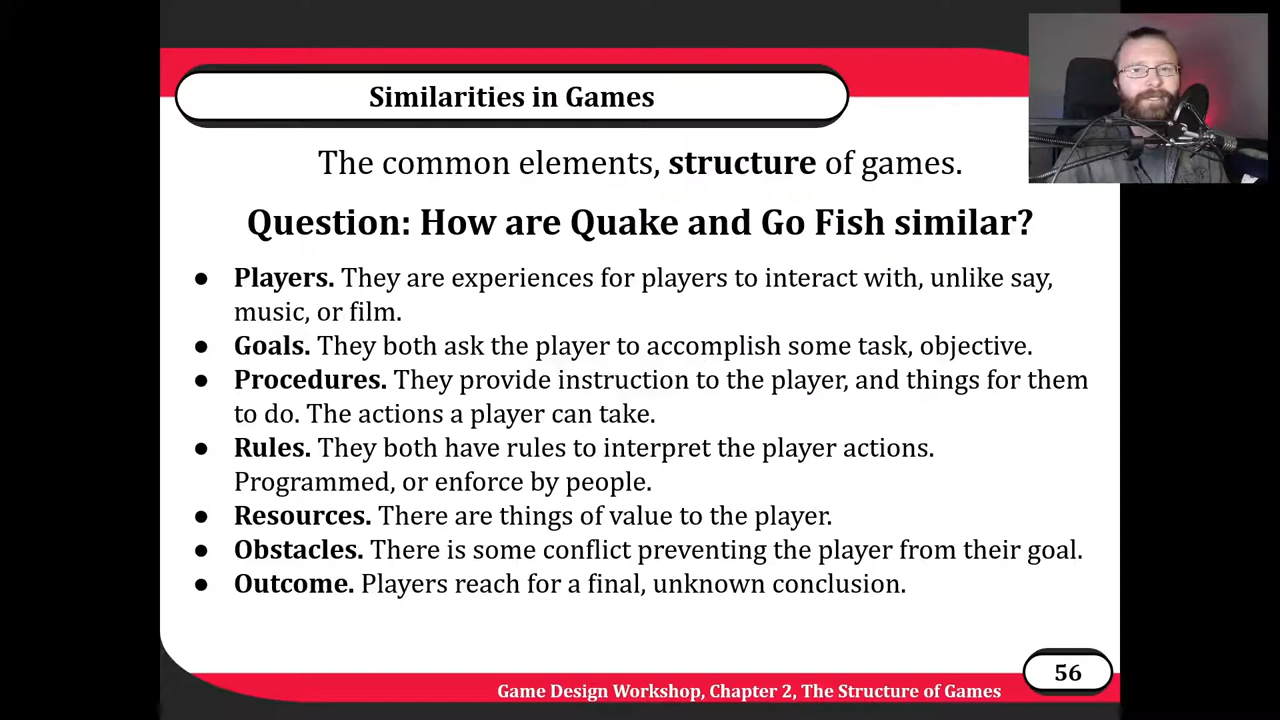 Similarities in Games
The common elements, structure of games.
Question: How are Quake and Go Fish similar?
● Players. They are experiences for players to interact with, unlike say,
music, or film.
● Goals. They both ask the player to accomplish some task, objective.
● Procedures. They provide instruction to the player, and things for them
to do. The actions a player can take.
● Rules. They both have rules to interpret the player actions.
Programmed, or enforce by people.
● Resources. There are things of value to the player.
● Obstacles. There is some conflict preventing the player from their goal.
● Outcome. Players reach for a final, unknown conclusion.
56
Game Design Workshop, Chapter 2, The Structure of Games